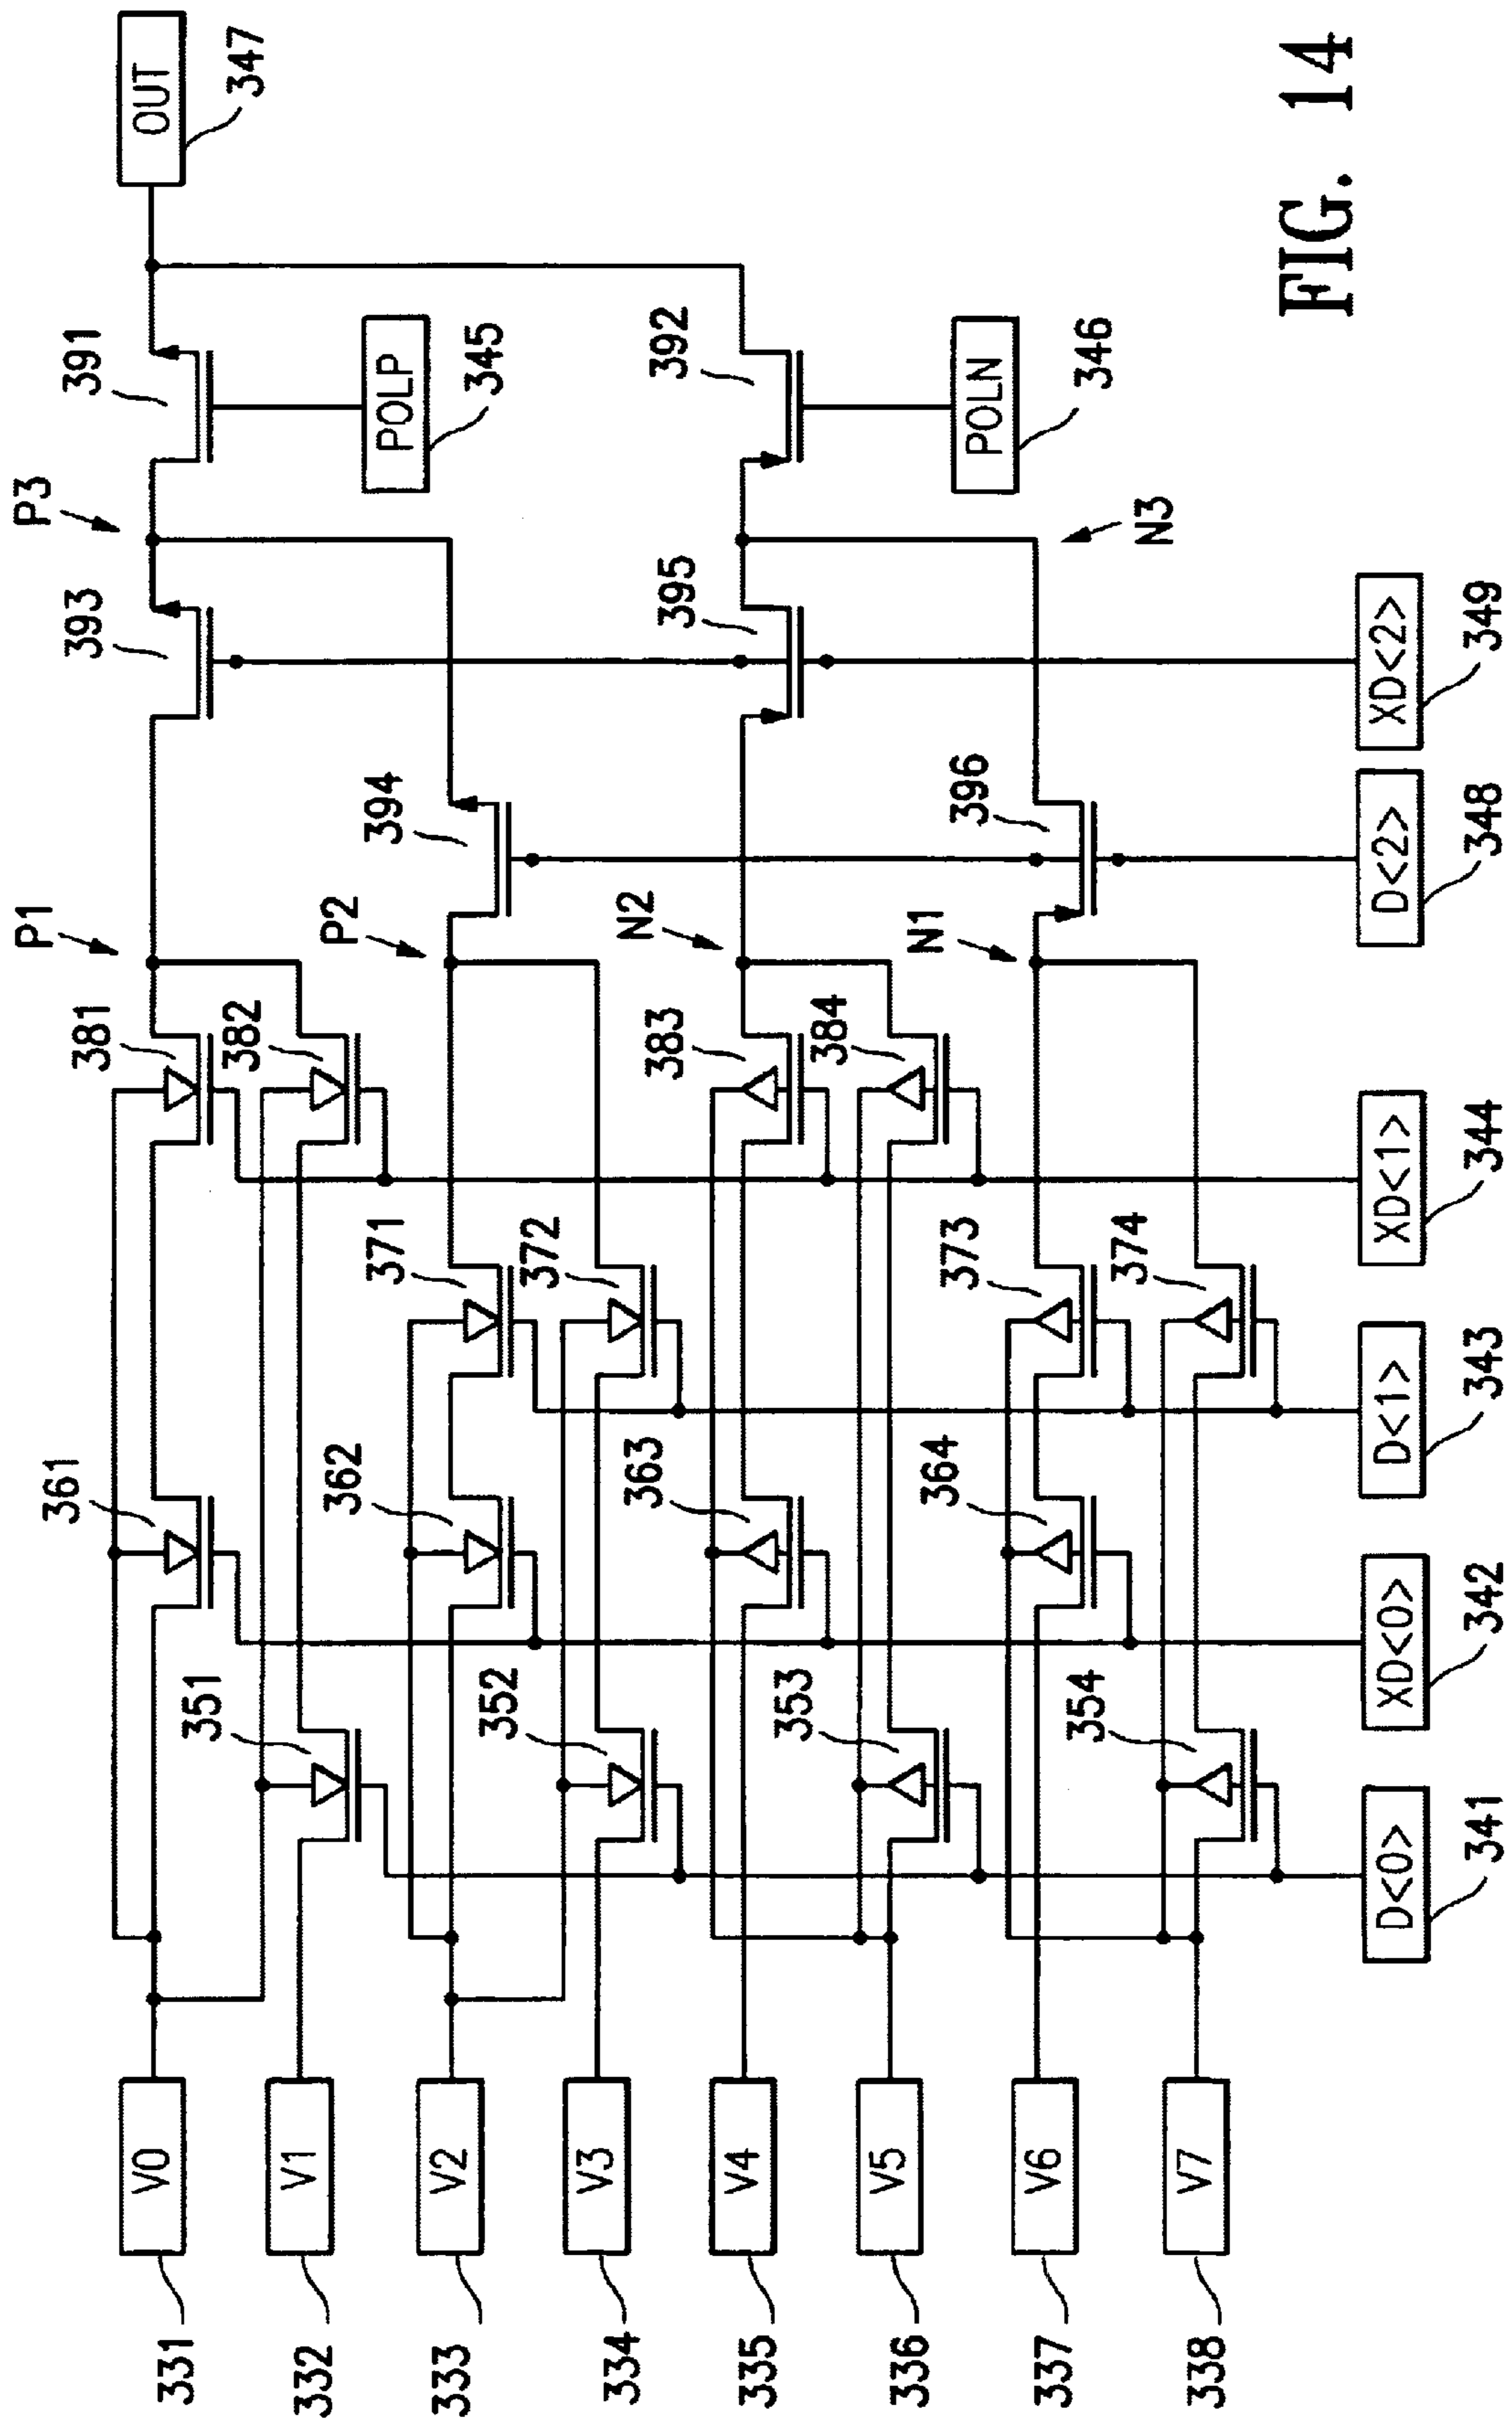 OUT
347
391
POLP
345
P3
393
392
POLN
346
N3
395
XD<2>
349
394
396
D<2>
348
P1
P2
N2
N1
381
382
383
384
XD<1>
344
371
372
373
374
D<1>
343
361
362
363
364
XD<0>
342
351
352
353
354
D<0>
341
V0
V1
V2
V3
V4
V5
V6
V7
331
332
333
334
335
336
337
338
FIG. 14